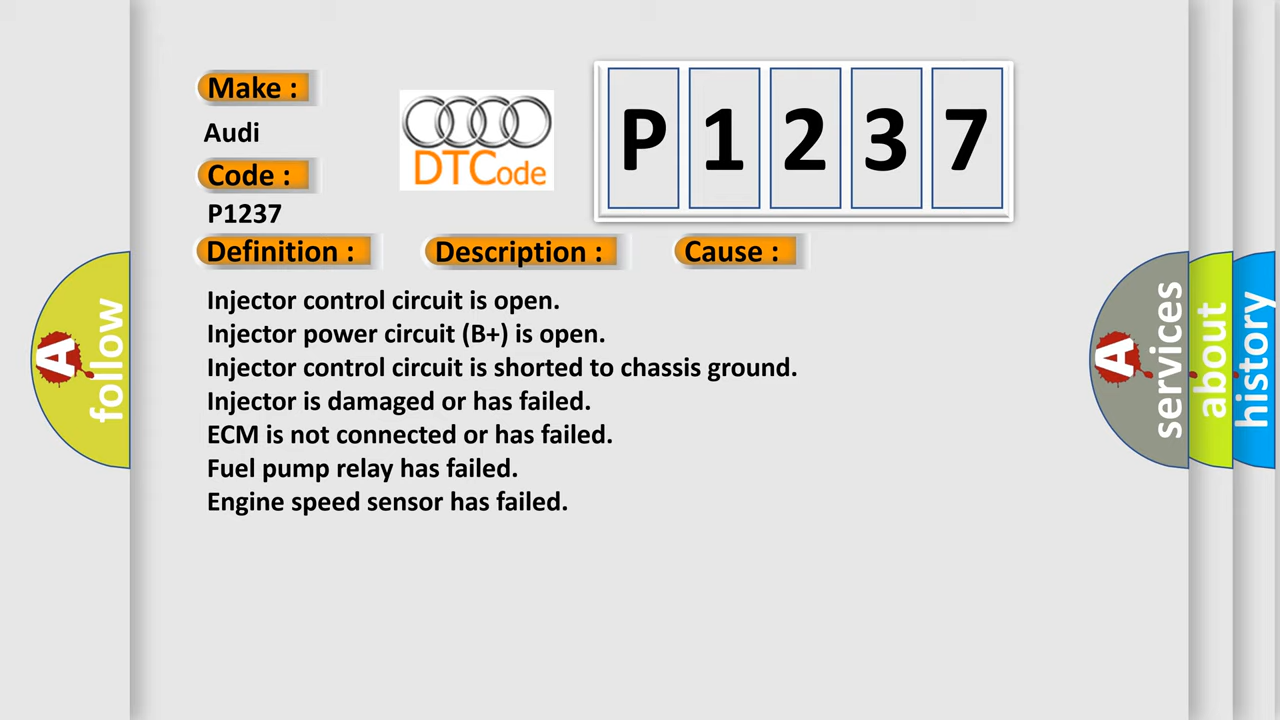 Make :
Audi
Code :
P1237
DTCode
P 1 2 3 7
Definition :
Description :
Cause :
Injector control circuit is open.
Injector power circuit (B+) is open.
Injector control circuit is shorted to chassis ground.
Injector is damaged or has failed.
ECM is not connected or has failed.
Fuel pump relay has failed.
Engine speed sensor has failed.
A
follow
A
services
about
history